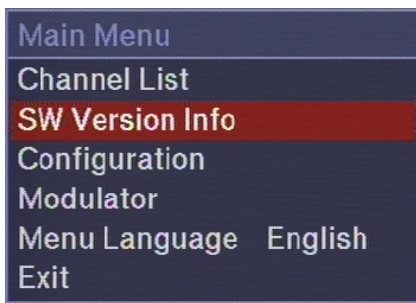 Main Menu
Channel List
SW Version Info
Configuration
Modulator
Menu Language English
Exit